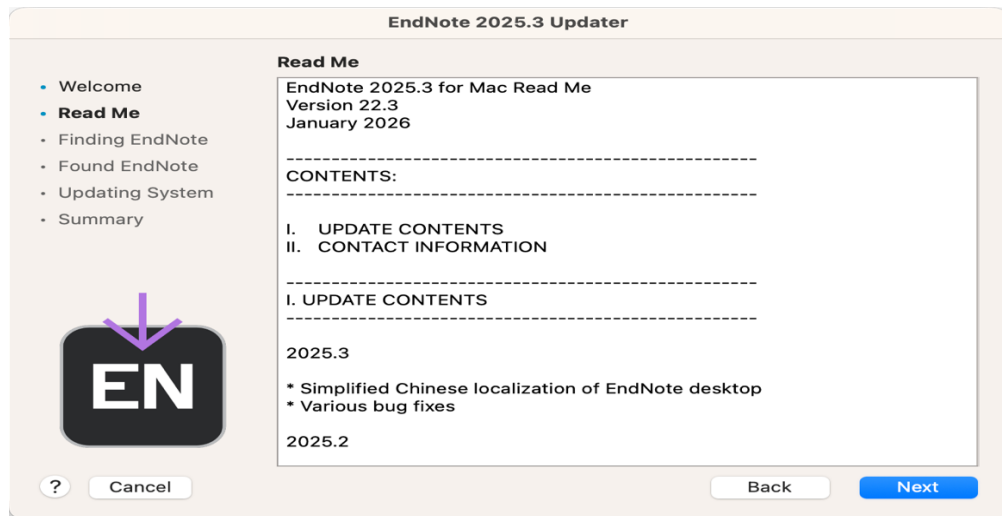 EndNote 2025.3 Updater
• Welcome
• Read Me
• Finding EndNote
• Found EndNote
• Updating System
• Summary
EN
Read Me
EndNote 2025.3 for Mac Read Me
Version 22.3
January 2026
----------------------------------------------------
CONTENTS:
----------------------------------------------------
I. UPDATE CONTENTS
II. CONTACT INFORMATION
----------------------------------------------------
I. UPDATE CONTENTS
----------------------------------------------------
2025.3
* Simplified Chinese localization of EndNote desktop
* Various bug fixes
2025.2
? Cancel Back Next